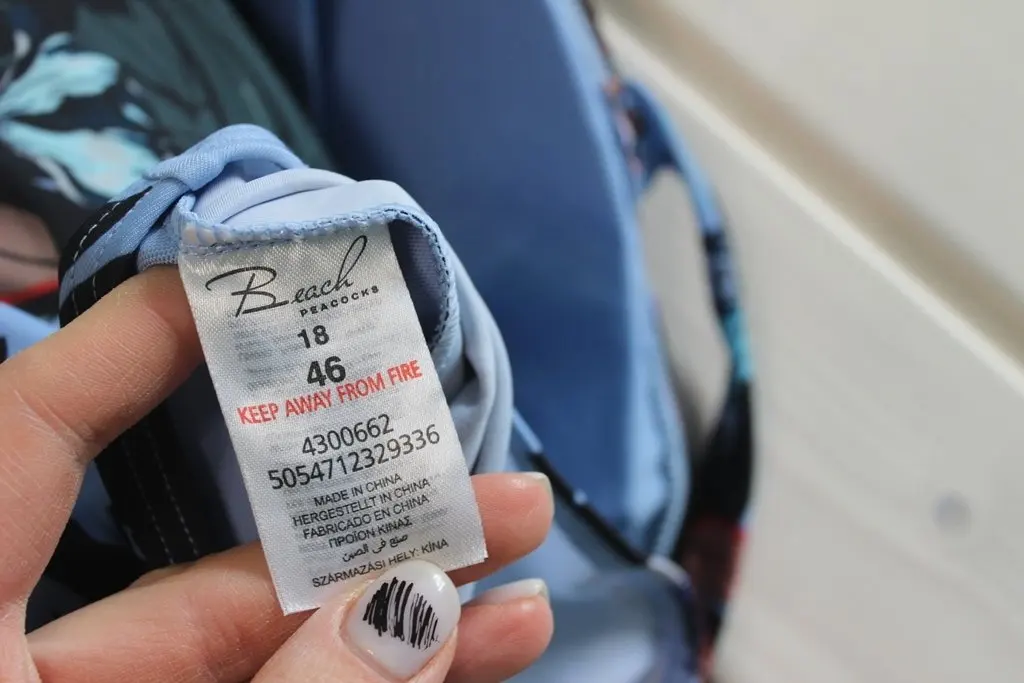 Beach
PEACOCKS
18
46
KEEP AWAY FROM FIRE
4300662
5054712329336
MADE IN CHINA
HERGESTELLT IN CHINA
FABRICADO EN CHINA
ΠΡΟΪΟΝ ΚΙΝΑΣ
صنع في الصين
SZÁRMAZÁSI HELY: KÍNA